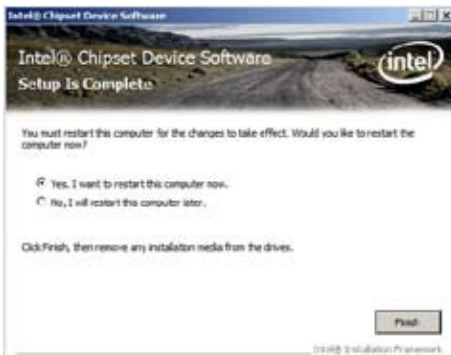 Intel® Chipset Device Software
Intel® Chipset Device Software
intel
Setup Is Complete
You must restart this computer for the changes to take effect. Would you like to restart the
computer now?
Yes, I want to restart this computer now.
No, I will restart this computer later.
Click Finish, then remove any installation media from the drives.
Finish
Intel® Installation Framework